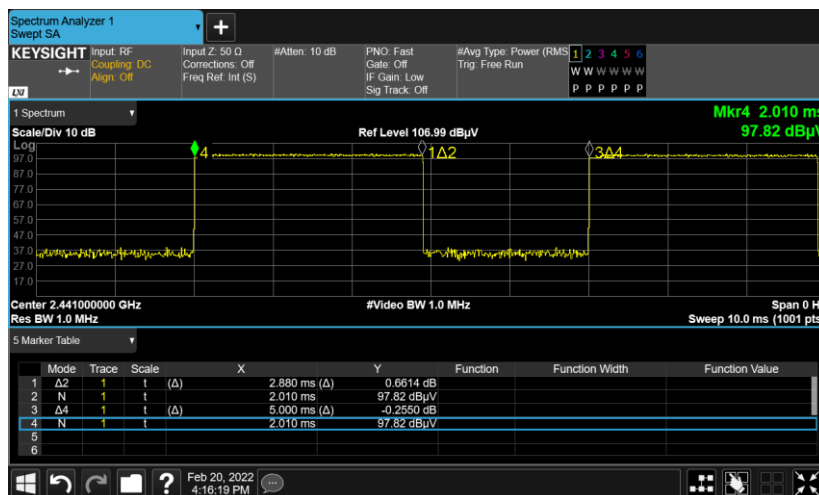 Spectrum Analyzer 1
Swept SA
+
KEYSIGHT
Input: RF
Coupling: DC
Align: Off
Input Z: 50 Ω
Corrections: Off
Freq Ref: Int (S)
#Atten: 10 dB
PNO: Fast
Gate: Off
IF Gain: Low
Sig Track: Off
#Avg Type: Power (RMS
Trig: Free Run
1 2 3 4 5 6
W W W W W W
P P P P P P
LXI
1 Spectrum
Scale/Div 10 dB
Ref Level 106.99 dBµV
Mkr4 2.010 ms
97.82 dBµV
Log
4
1Δ2
3Δ4
97.0
87.0
77.0
67.0
57.0
47.0
37.0
27.0
17.0
Center 2.441000000 GHz
#Video BW 1.0 MHz
Span 0 H
Res BW 1.0 MHz
Sweep 10.0 ms (1001 pts
5 Marker Table
Mode Trace Scale X Y Function Function Width Function Value
1 Δ2 1 t (Δ) 2.880 ms (Δ) 0.6614 dB
2 N 1 t 2.010 ms 97.82 dBµV
3 Δ4 1 t (Δ) 5.000 ms (Δ) -0.2550 dB
4 N 1 t 2.010 ms 97.82 dBµV
5
6
?
Feb 20, 2022
4:16:19 PM